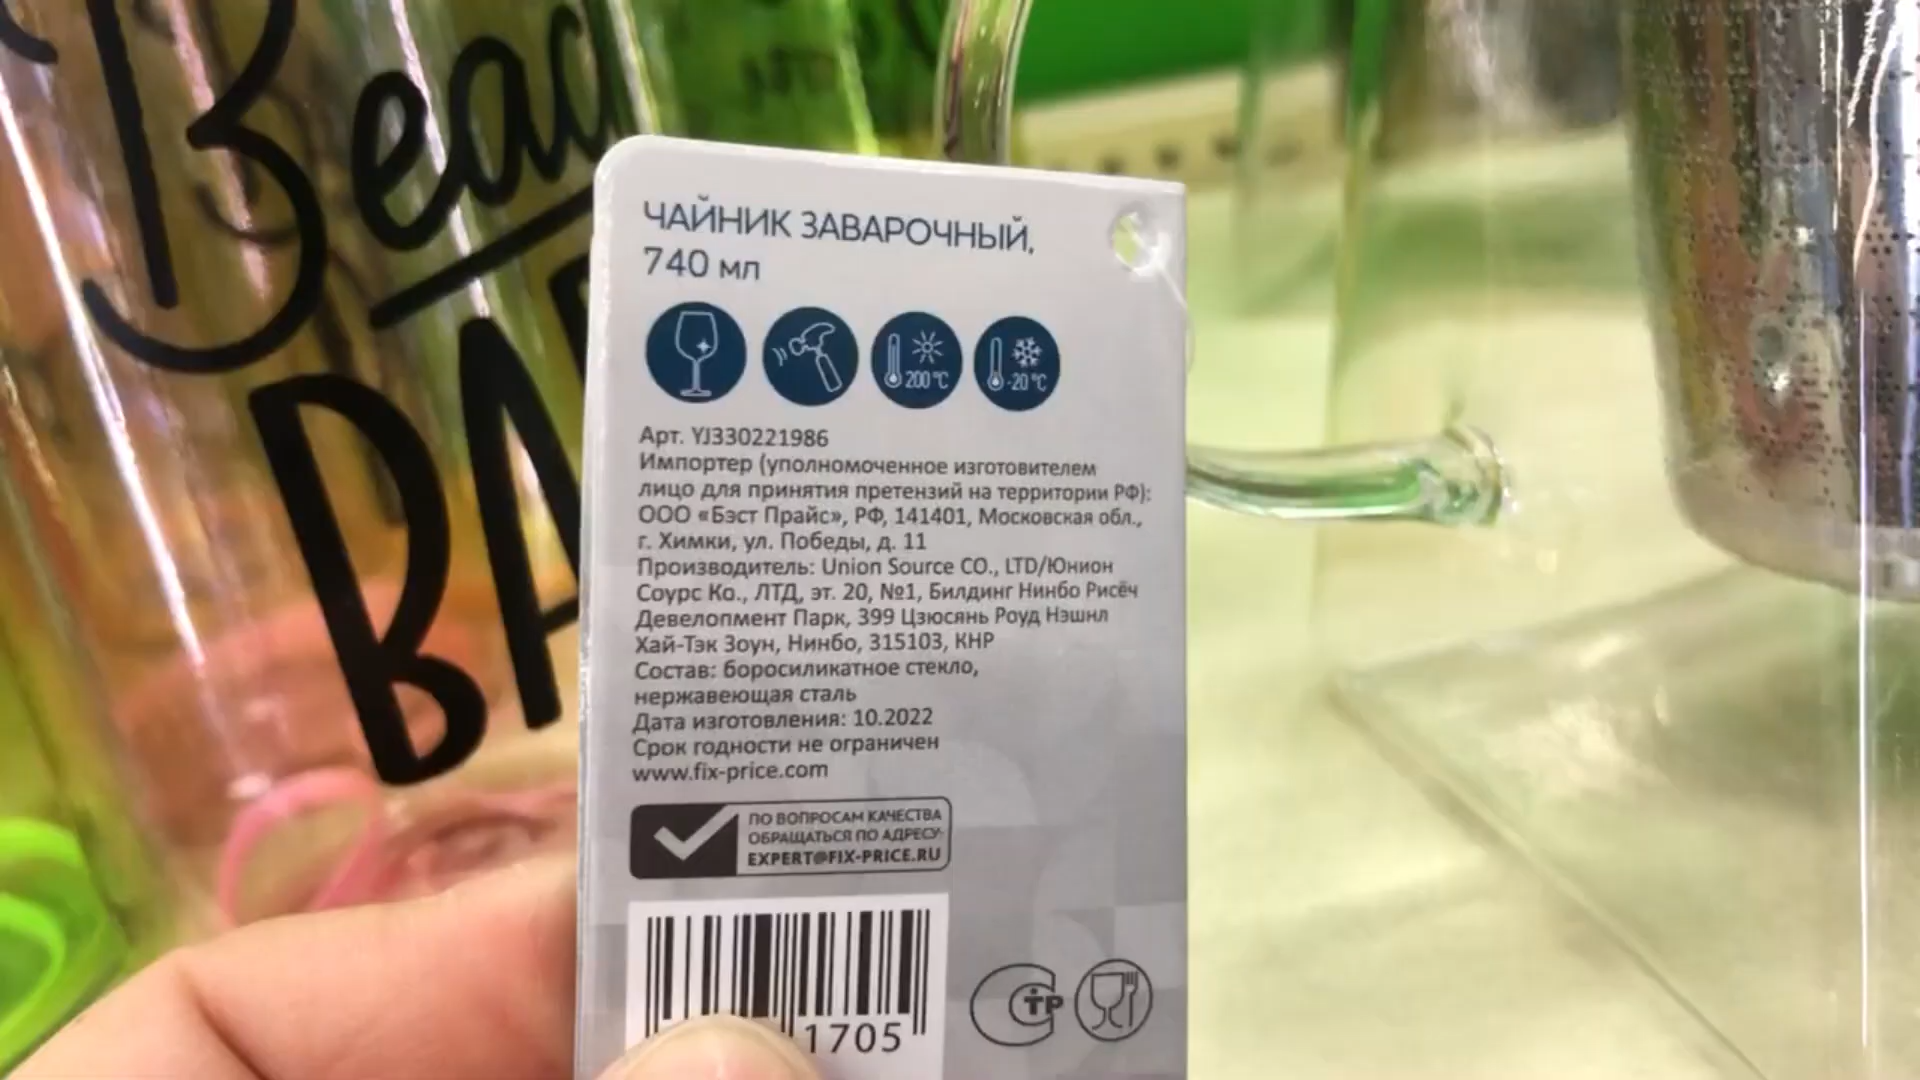 ЧАЙНИК ЗАВАРОЧНЫЙ,
740 мл
200 °C
-20 °C
Арт. YJ330221986
Импортер (уполномоченное изготовителем
лицо для принятия претензий на территории РФ):
ООО «Бэст Прайс», РФ, 141401, Московская обл.,
г. Химки, ул. Победы, д. 11
Производитель: Union Source CO., LTD/Юнион
Соурс Ко., ЛТД, эт. 20, №1, Билдинг Нинбо Рисёч
Девелопмент Парк, 399 Цзюсянь Роуд Нэшнл
Хай-Тэк Зоун, Нинбо, 315103, КНР
Состав: боросиликатное стекло,
нержавеющая сталь
Дата изготовления: 10.2022
Срок годности не ограничен
www.fix-price.com
ПО ВОПРОСАМ КАЧЕСТВА
ОБРАЩАТЬСЯ ПО АДРЕСУ:
EXPERT@FIX-PRICE.RU
1705
СТР